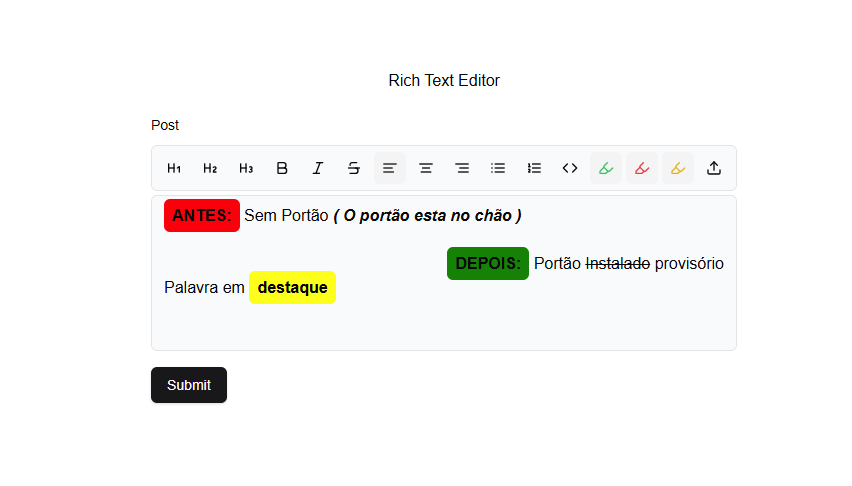 Rich Text Editor
Post
H1 H2 H3 B I S
ANTES: Sem Portão ( O portão esta no chão )
DEPOIS: Portão Instalado provisório
Palavra em destaque
Submit